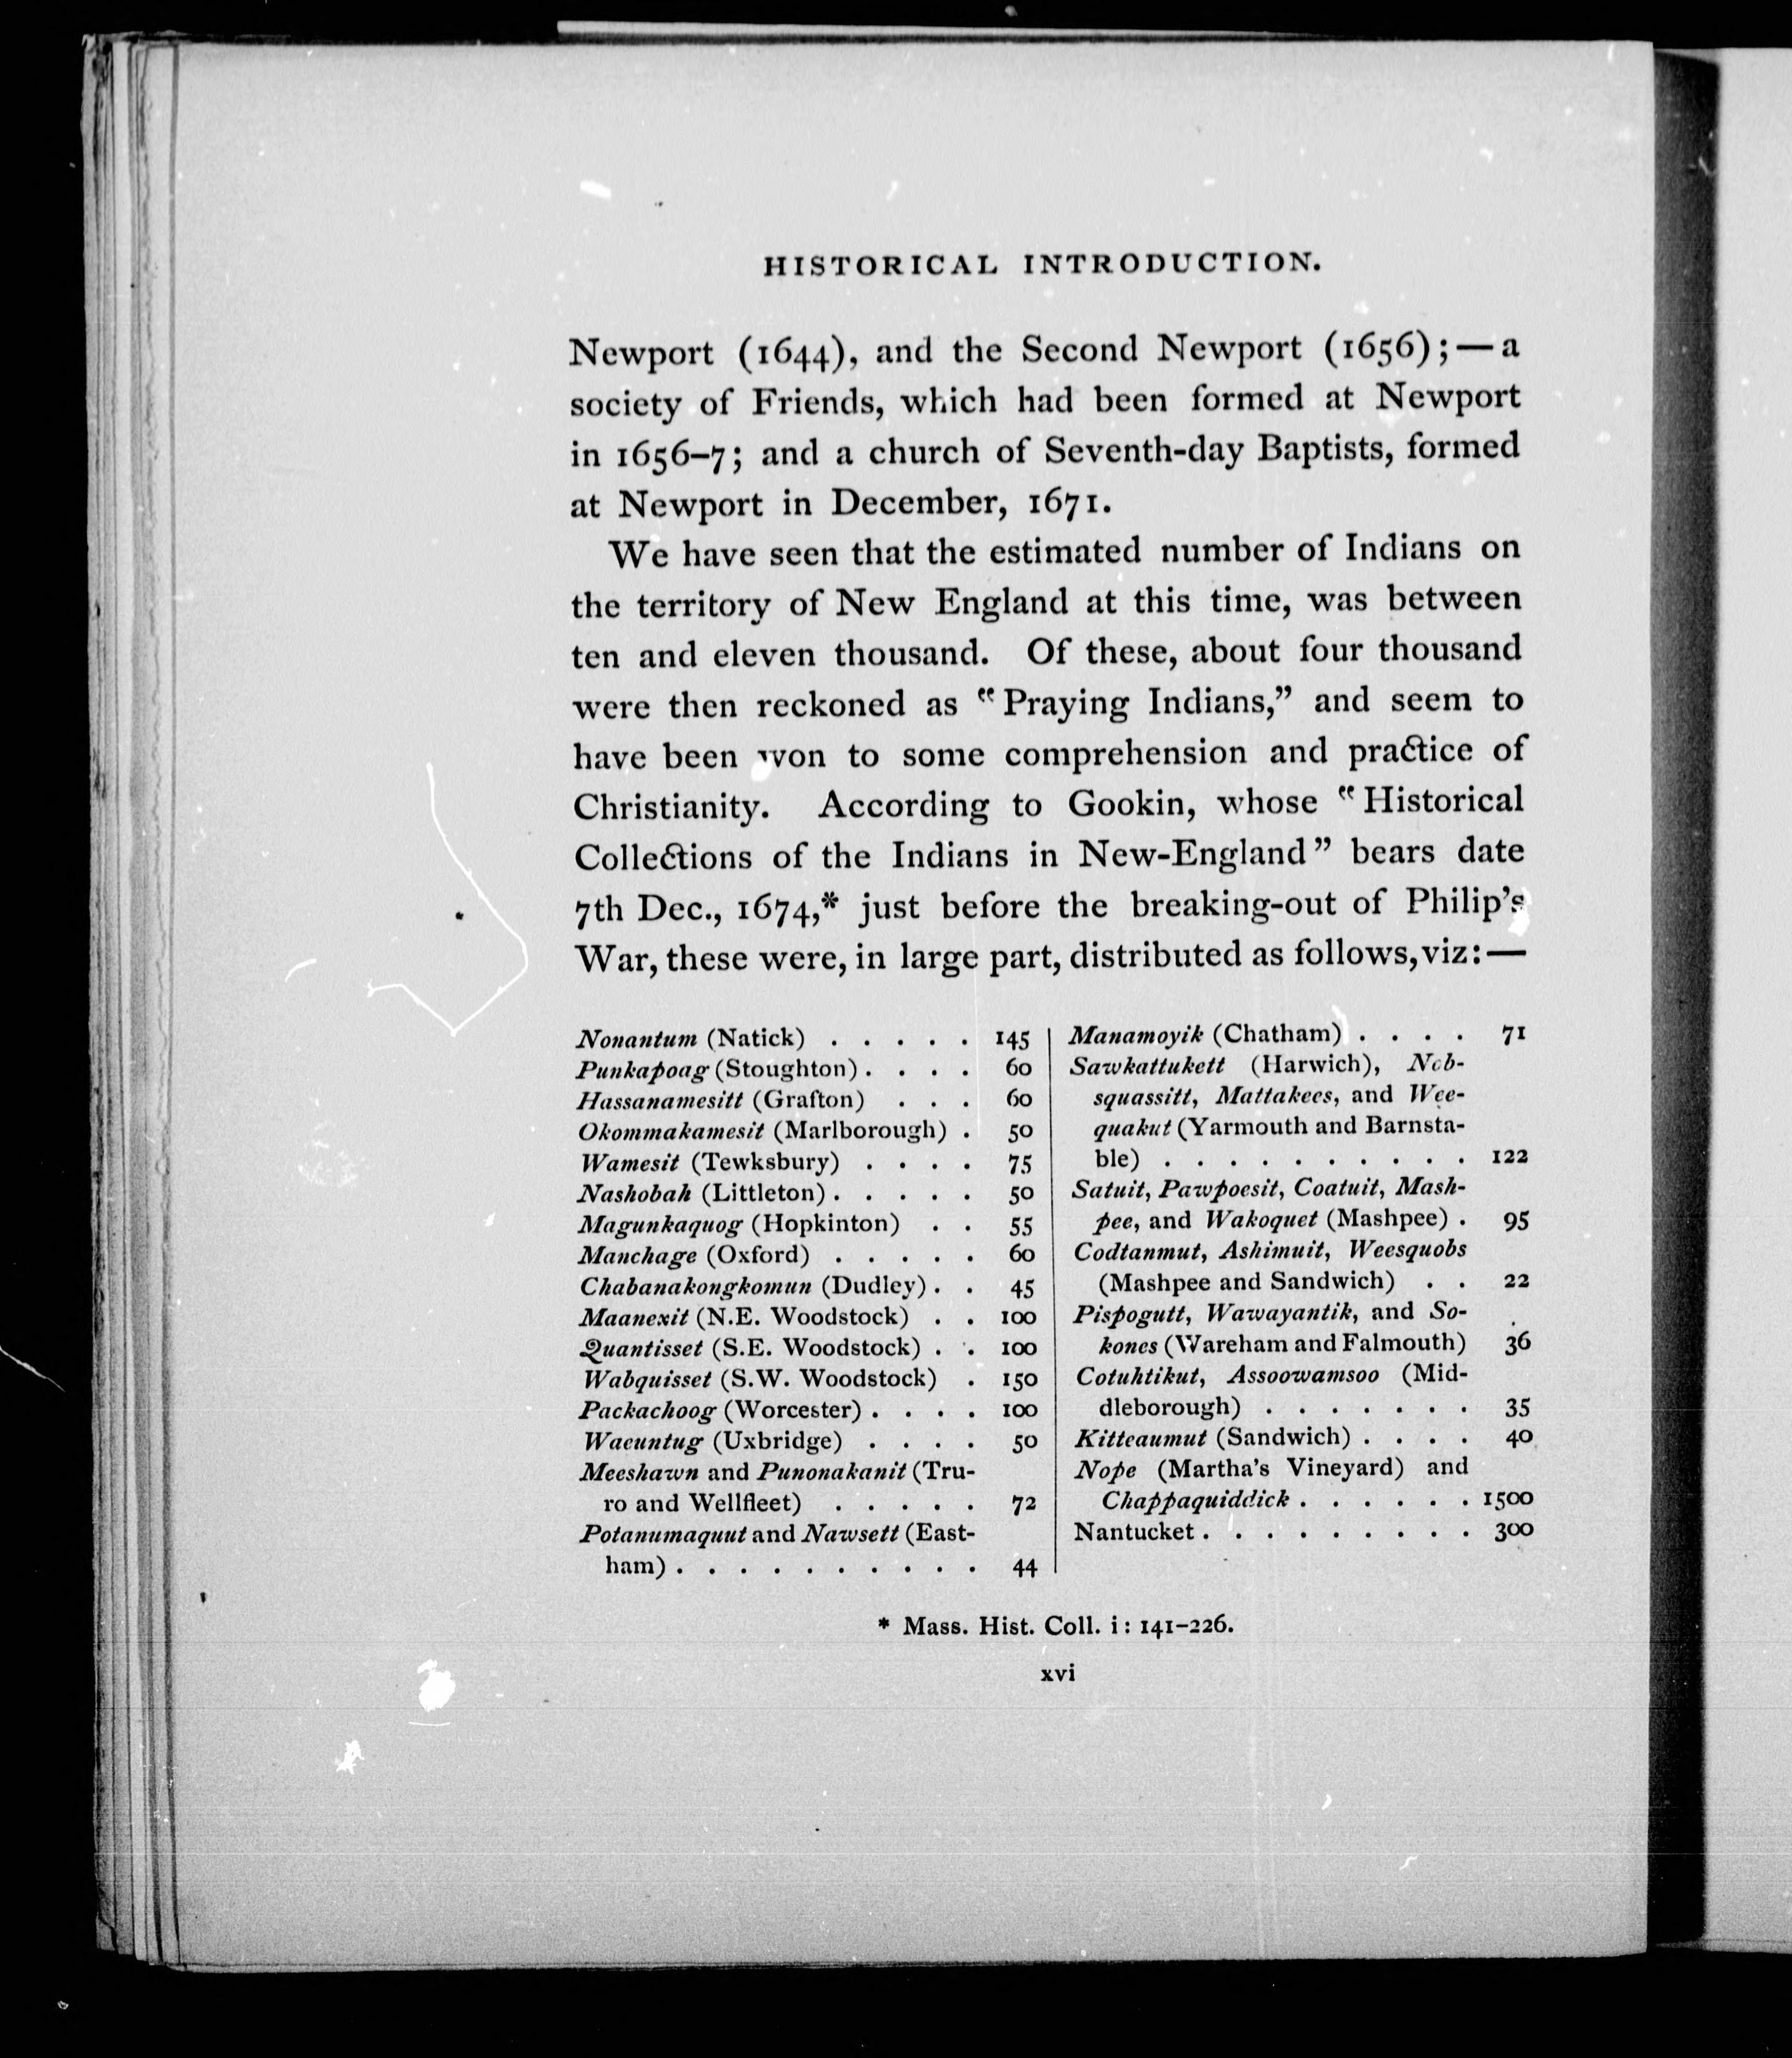 HISTORICAL INTRODUCTION.
Newport (1644), and the Second Newport (1656);—a
society of Friends, which had been formed at Newport
in 1656–7; and a church of Seventh-day Baptists, formed
at Newport in December, 1671.
We have seen that the estimated number of Indians on
the territory of New England at this time, was between
ten and eleven thousand. Of these, about four thousand
were then reckoned as “Praying Indians,” and seem to
have been won to some comprehension and practice of
Christianity. According to Gookin, whose “Historical
Collections of the Indians in New-England” bears date
7th Dec., 1674,* just before the breaking-out of Philip's
War, these were, in large part, distributed as follows, viz:—
Nonantum (Natick) . . . . . 145
Punkapoag (Stoughton) . . . . 60
Hassanamesitt (Grafton) . . . 60
Okommakamesit (Marlborough) . 50
Wamesit (Tewksbury) . . . . 75
Nashobah (Littleton) . . . . . 50
Magunkaquog (Hopkinton) . . 55
Manchage (Oxford) . . . . . 60
Chabanakongkomun (Dudley) . . 45
Maanexit (N.E. Woodstock) . . 100
Quantisset (S.E. Woodstock) . . 100
Wabquisset (S.W. Woodstock) . 150
Packachoog (Worcester) . . . . 100
Waeuntug (Uxbridge) . . . . 50
Meeshawn and Punonakanit (Tru-
ro and Wellfleet) . . . . . 72
Potanumaquut and Nawsett (East-
ham) . . . . . . . . . . 44
Manamoyik (Chatham) . . . . 71
Sawkattukett (Harwich), Nob-
squassitt, Mattakees, and Wee-
quakut (Yarmouth and Barnsta-
ble) . . . . . . . . . . 122
Satuit, Pawpoesit, Coatuit, Mash-
pee, and Wakoquet (Mashpee) . 95
Codtanmut, Ashimuit, Weesquobs
(Mashpee and Sandwich) . . 22
Pispogutt, Wawayantik, and So-
kones (Wareham and Falmouth) 36
Cotuhtikut, Assoowamsoo (Mid-
dleborough) . . . . . . . 35
Kitteaumut (Sandwich) . . . . 40
Nope (Martha's Vineyard) and
Chappaquiddick . . . . . . 1500
Nantucket . . . . . . . . . 300
* Mass. Hist. Coll. i: 141–226.
xvi